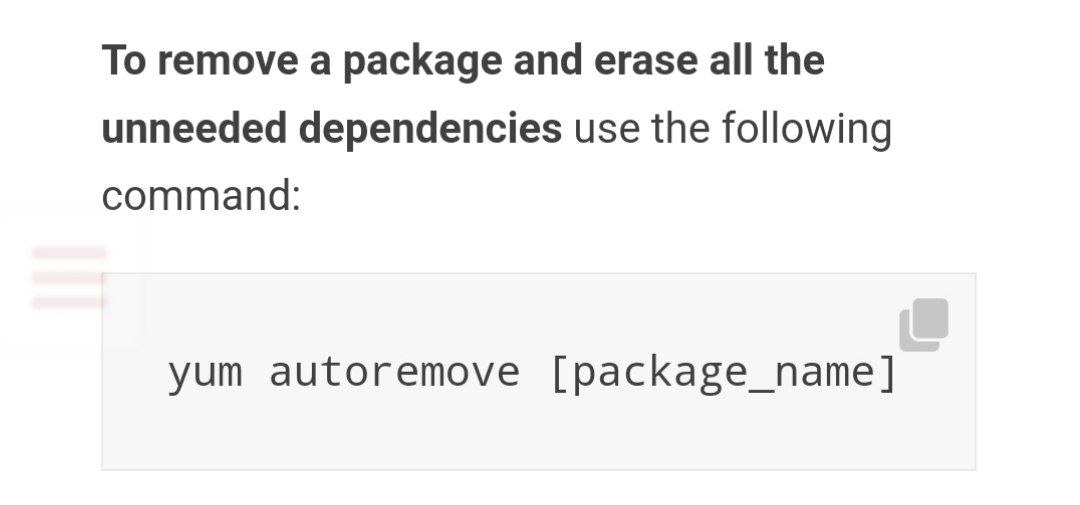 To remove a package and erase all the
unneeded dependencies use the following
command:
yum autoremove [package_name]